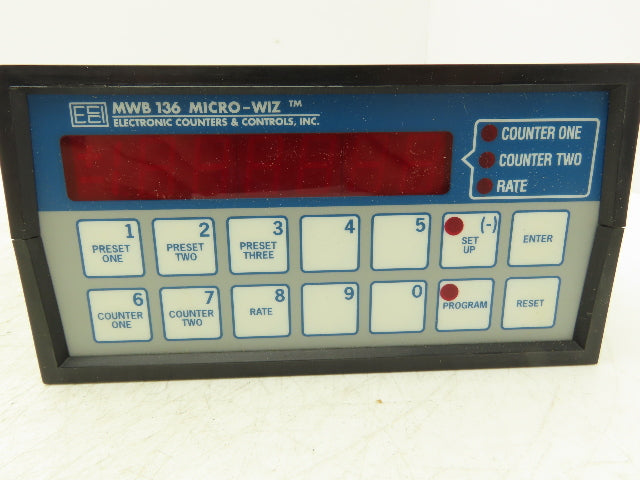 EEI MWB 136 MICRO-WIZ ™
ELECTRONIC COUNTERS & CONTROLS, INC.
COUNTER ONE
COUNTER TWO
RATE
1 PRESET ONE
2 PRESET TWO
3 PRESET THREE
4
5
(-) SET UP
ENTER
6 COUNTER ONE
7 COUNTER TWO
8 RATE
9
0
PROGRAM
RESET